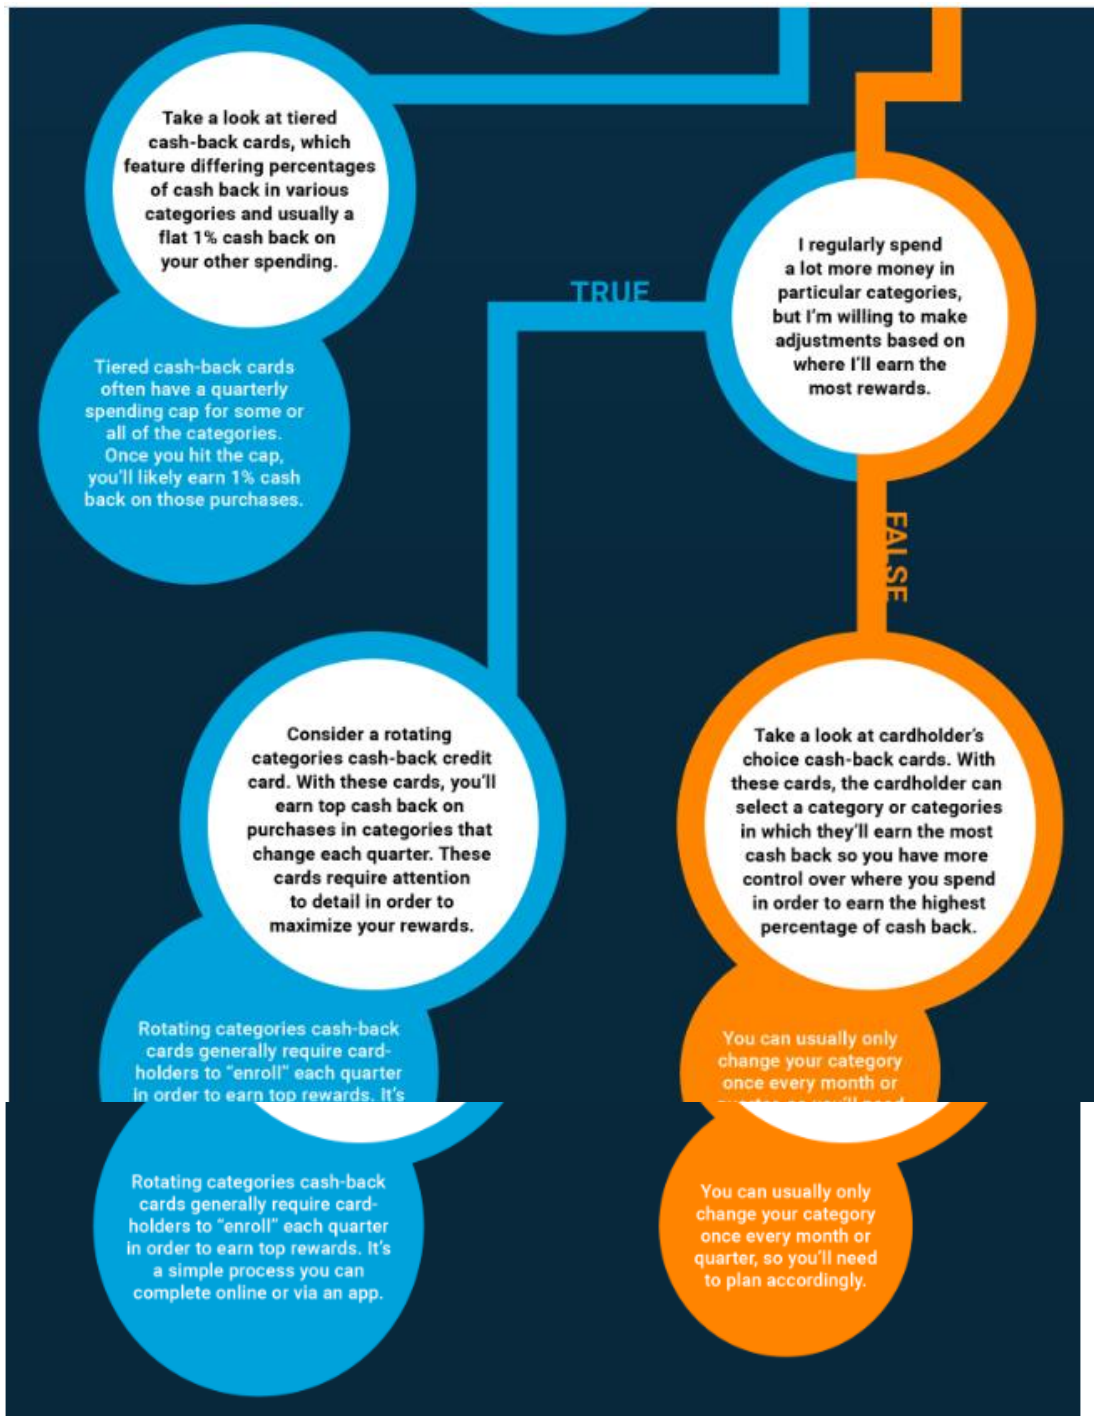 Take a look at tiered
cash-back cards, which
feature differing percentages
of cash back in various
categories and usually a
flat 1% cash back on
your other spending.
Tiered cash-back cards
often have a quarterly
spending cap for some or
all of the categories.
Once you hit the cap,
you'll likely earn 1% cash
back on those purchases.
I regularly spend
a lot more money in
particular categories,
but I'm willing to make
adjustments based on
where I'll earn the
most rewards.
TRUE
FALSE
Consider a rotating
categories cash-back credit
card. With these cards, you'll
earn top cash back on
purchases in categories that
change each quarter. These
cards require attention
to detail in order to
maximize your rewards.
Take a look at cardholder's
choice cash-back cards. With
these cards, the cardholder can
select a category or categories
in which they'll earn the most
cash back so you have more
control over where you spend
in order to earn the highest
percentage of cash back.
Rotating categories cash-back
cards generally require card-
holders to "enroll" each quarter
in order to earn top rewards. It's
You can usually only
change your category
once every month or
quarter, so you'll need
Rotating categories cash-back
cards generally require card-
holders to "enroll" each quarter
in order to earn top rewards. It's
a simple process you can
complete online or via an app.
You can usually only
change your category
once every month or
quarter, so you'll need
to plan accordingly.